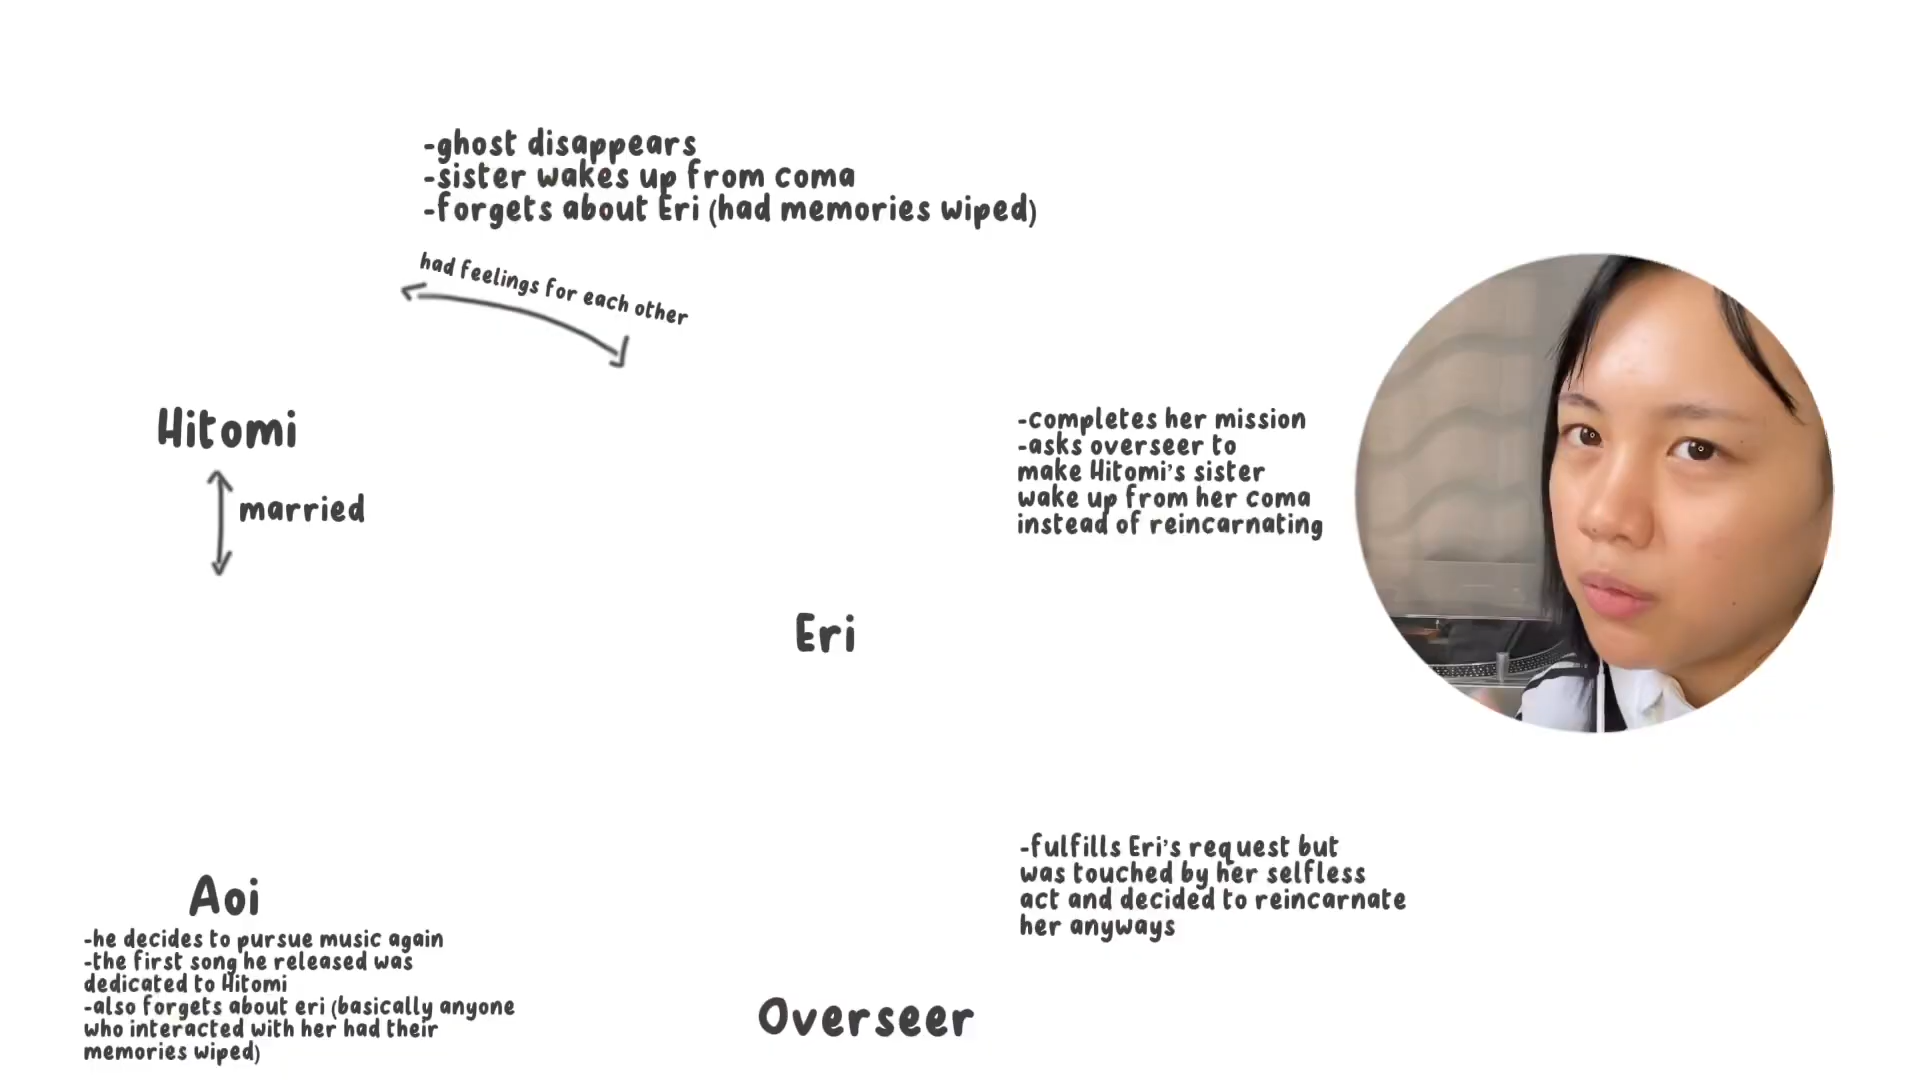 -ghost disappears
-sister wakes up from coma
-forgets about Eri (had memories wiped)
had feelings for each other
Hitomi
married
-completes her mission
-asks overseer to
make Hitomi's sister
wake up from her coma
instead of reincarnating
Eri
-fulfills Eri's request but
was touched by her selfless
act and decided to reincarnate
her anyways
Aoi
-he decides to pursue music again
-the first song he released was
dedicated to Hitomi
-also forgets about eri (basically anyone
who interacted with her had their
memories wiped)
Overseer